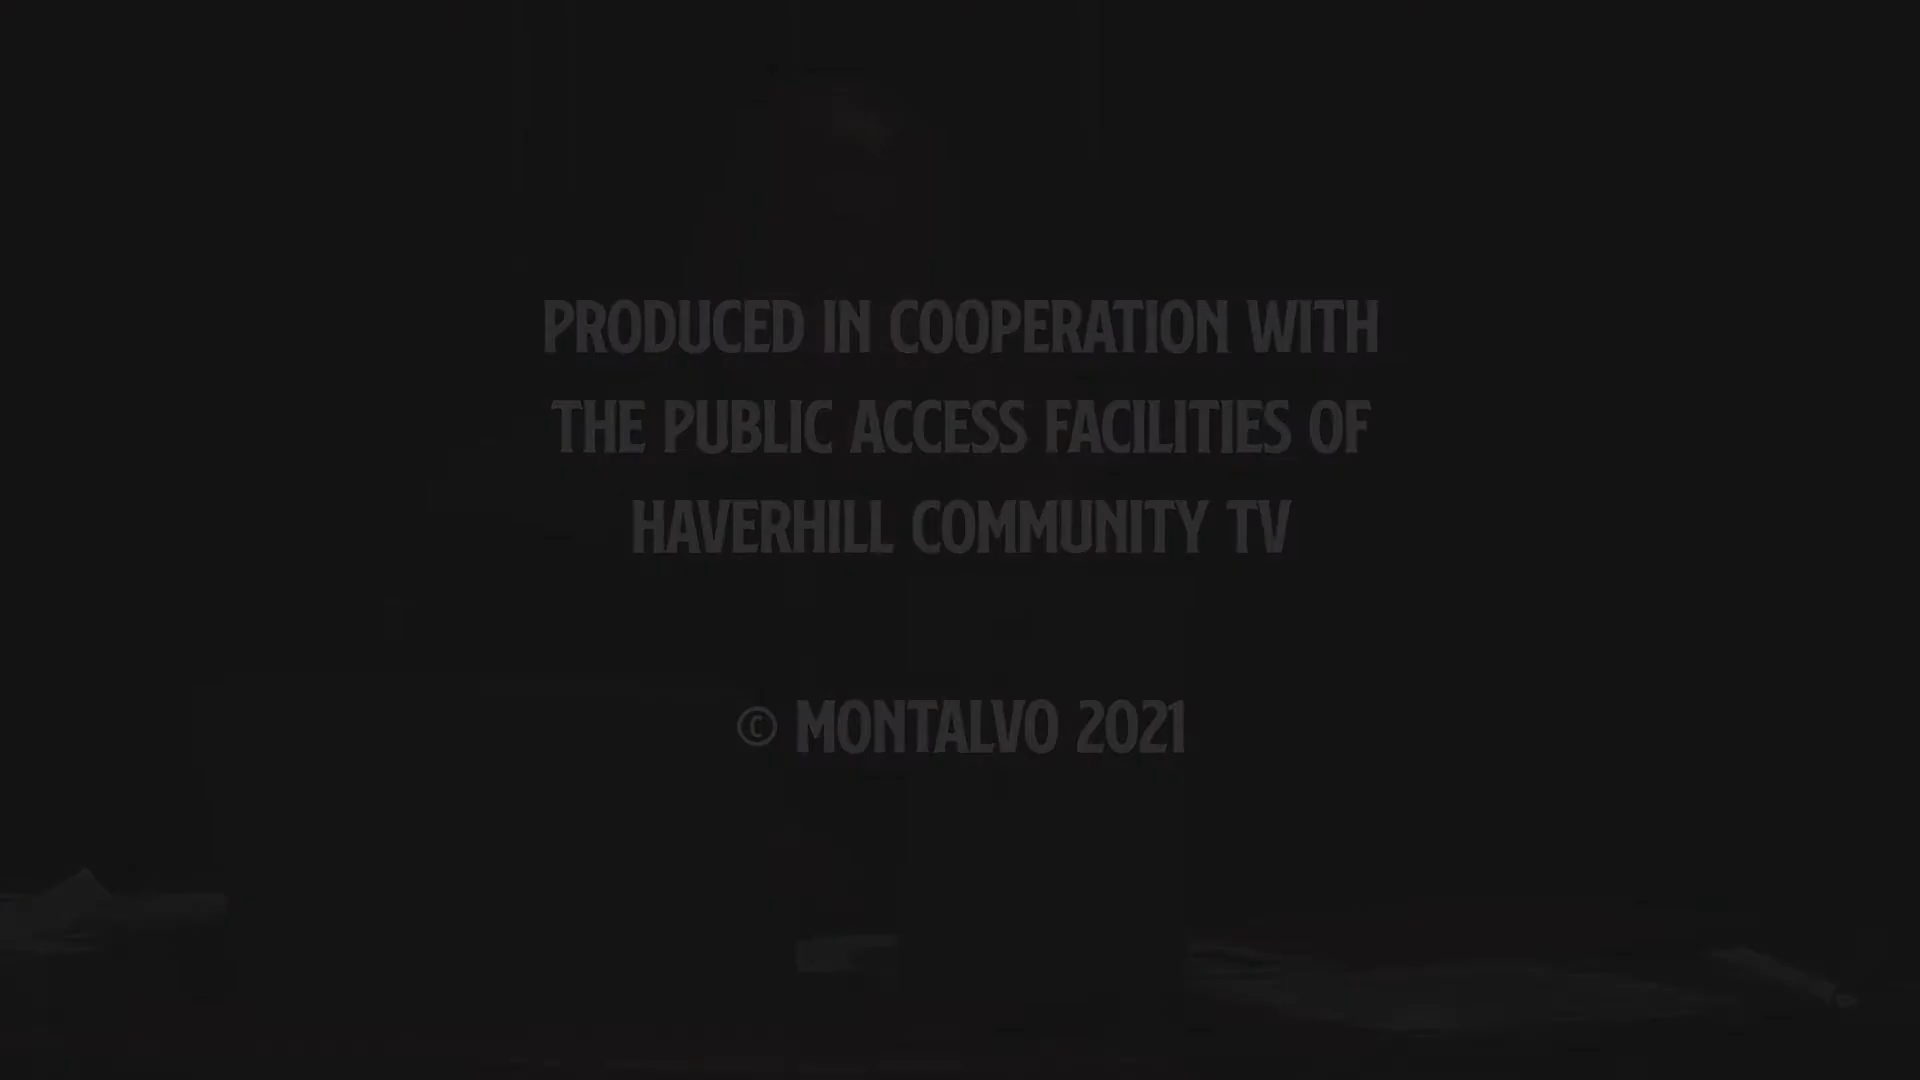 PRODUCED IN COOPERATION WITH
THE PUBLIC ACCESS FACILITIES OF
HAVERHILL COMMUNITY TV
© MONTALVO 2021